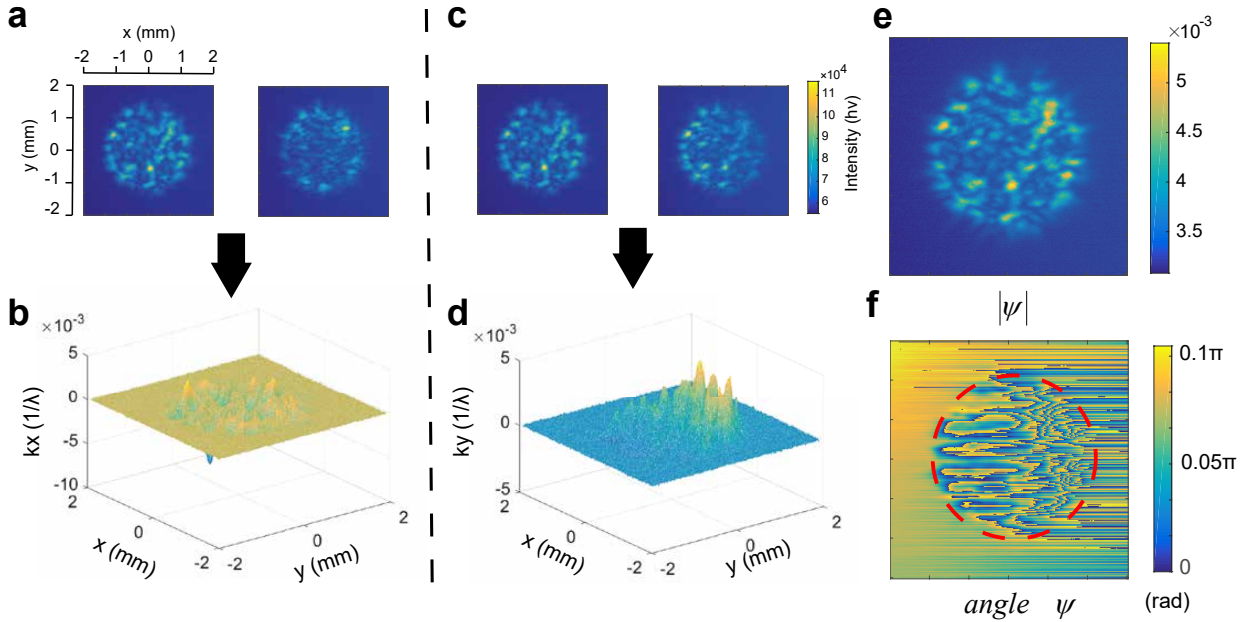 a
x (mm)
-2 -1 0 1 2
y (mm)
2
1
0
-1
-2
c
×10⁴
11
10
9
8
7
6
Intensity (hν)
e
×10⁻³
5
4.5
4
3.5
|ψ|
b
×10⁻³
5
0
-5
-10
kx (1/λ)
2
0
-2
x (mm)
-2
0
2
y (mm)
d
×10⁻³
5
0
-5
ky (1/λ)
2
0
-2
x (mm)
-2
0
2
y (mm)
f
0.1π
0.05π
0
(rad)
angle ψ